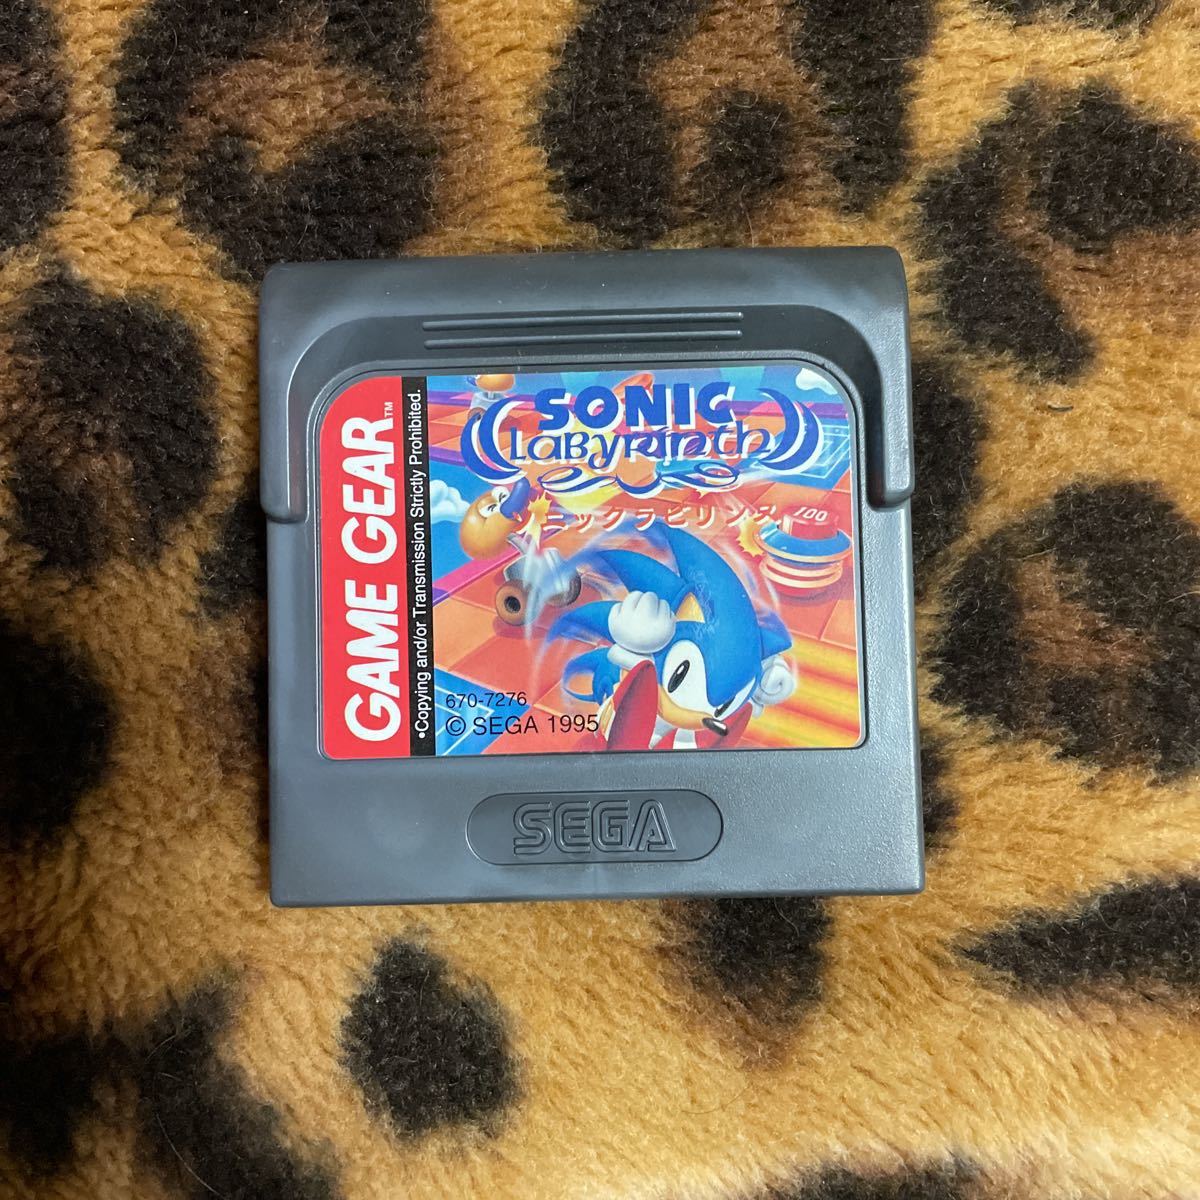 SONIC
LaByRinth
ソニックラビリンス
100
GAME GEAR™
•Copying and/or Transmission Strictly Prohibited.
670-7276
© SEGA 1995
SEGA